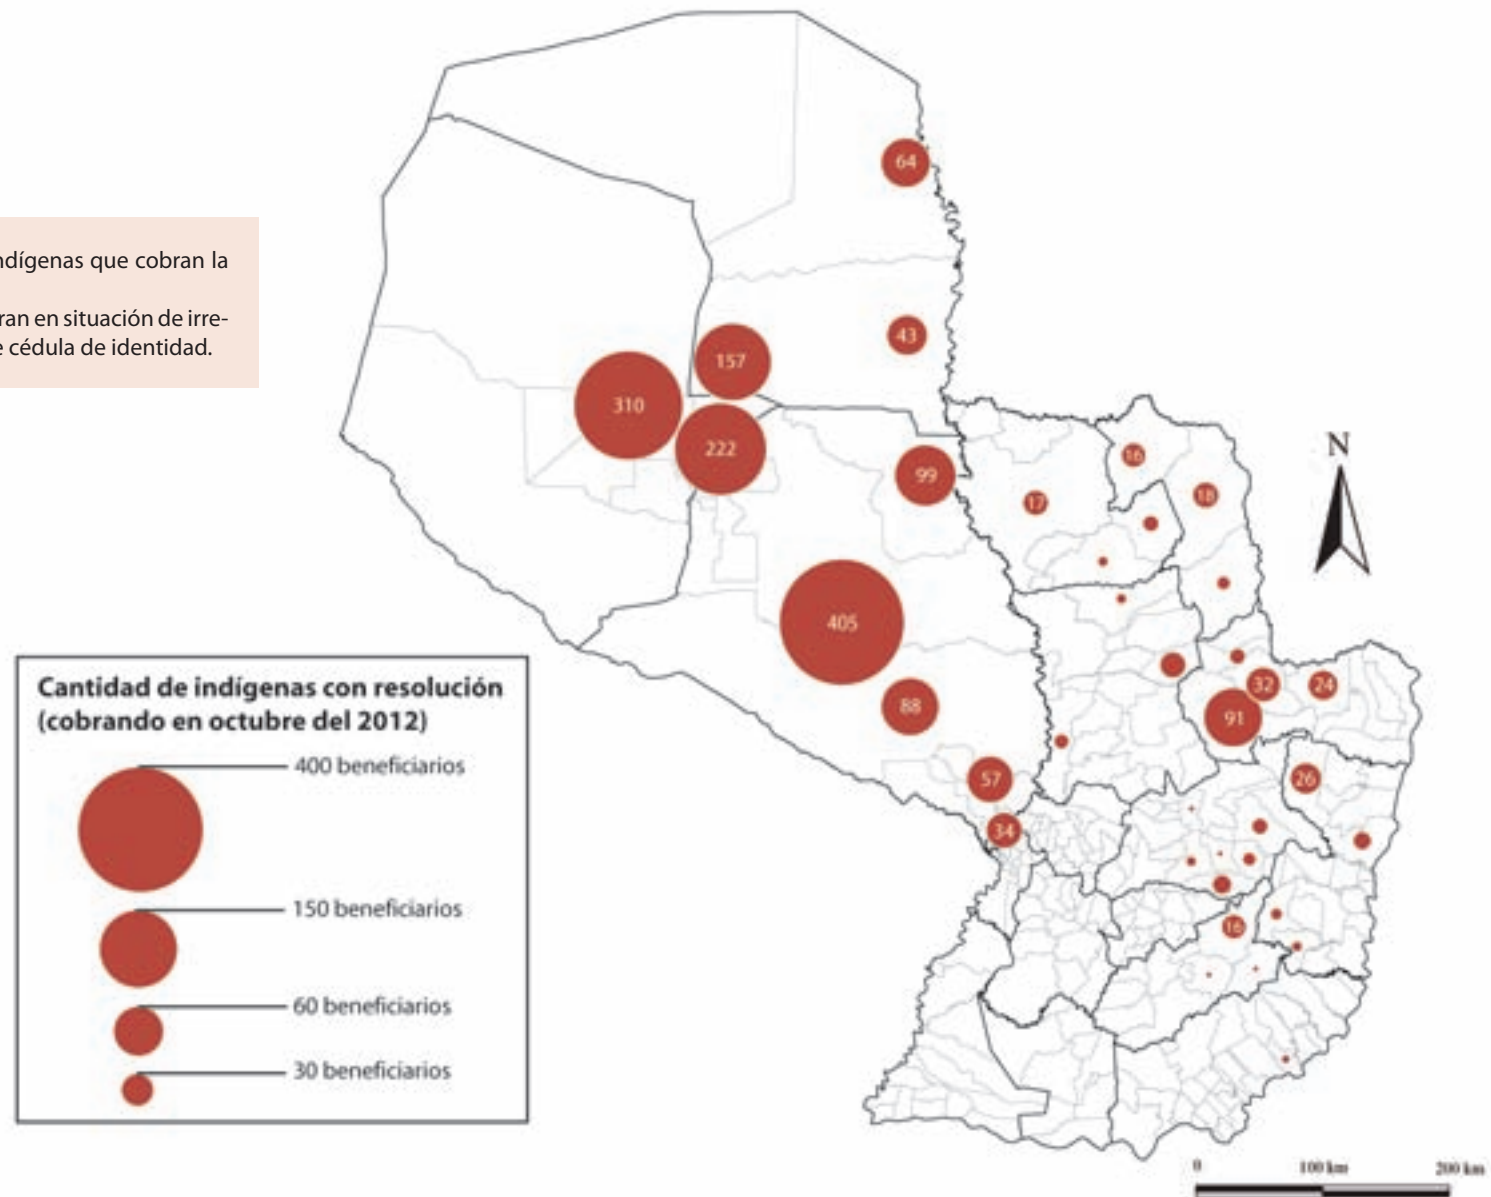 ndígenas que cobran la
ran en situación de irre-
e cédula de identidad.
64
43
157
310
222
99
16
18
17
405
88
32
24
91
57
26
34
16
N
Cantidad de indígenas con resolución
(cobrando en octubre del 2012)
400 beneficiarios
150 beneficiarios
60 beneficiarios
30 beneficiarios
0 100 km 200 km